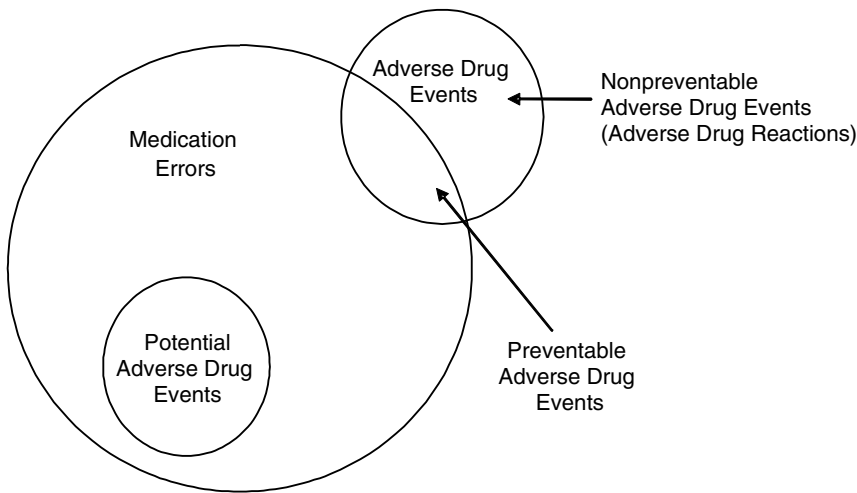 Adverse Drug
Events
Nonpreventable
Adverse Drug Events
(Adverse Drug Reactions)
Medication
Errors
Potential
Adverse Drug
Events
Preventable
Adverse Drug
Events